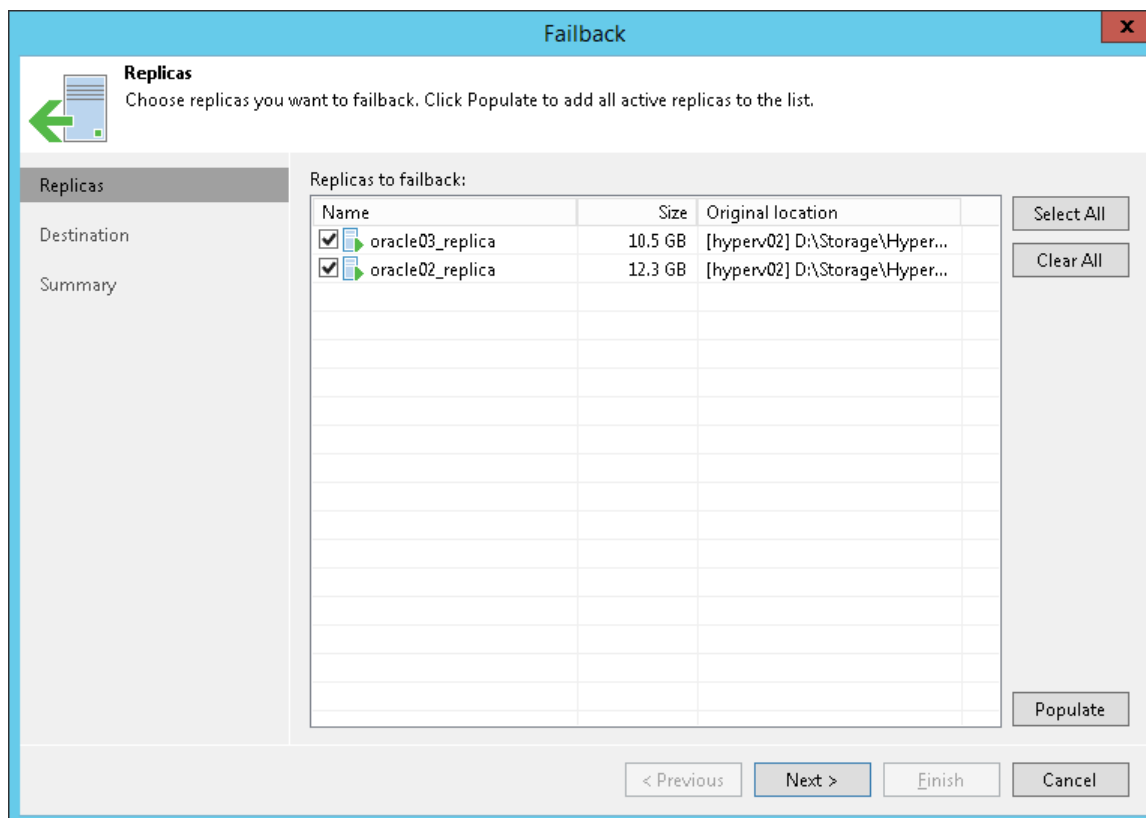 Failback
x
Replicas
Choose replicas you want to failback. Click Populate to add all active replicas to the list.
Replicas
Destination
Summary
Replicas to failback:
Name Size Original location
oracle03_replica 10.5 GB [hyperv02] D:\Storage\Hyper...
oracle02_replica 12.3 GB [hyperv02] D:\Storage\Hyper...
Select All
Clear All
Populate
< Previous Next > Finish Cancel